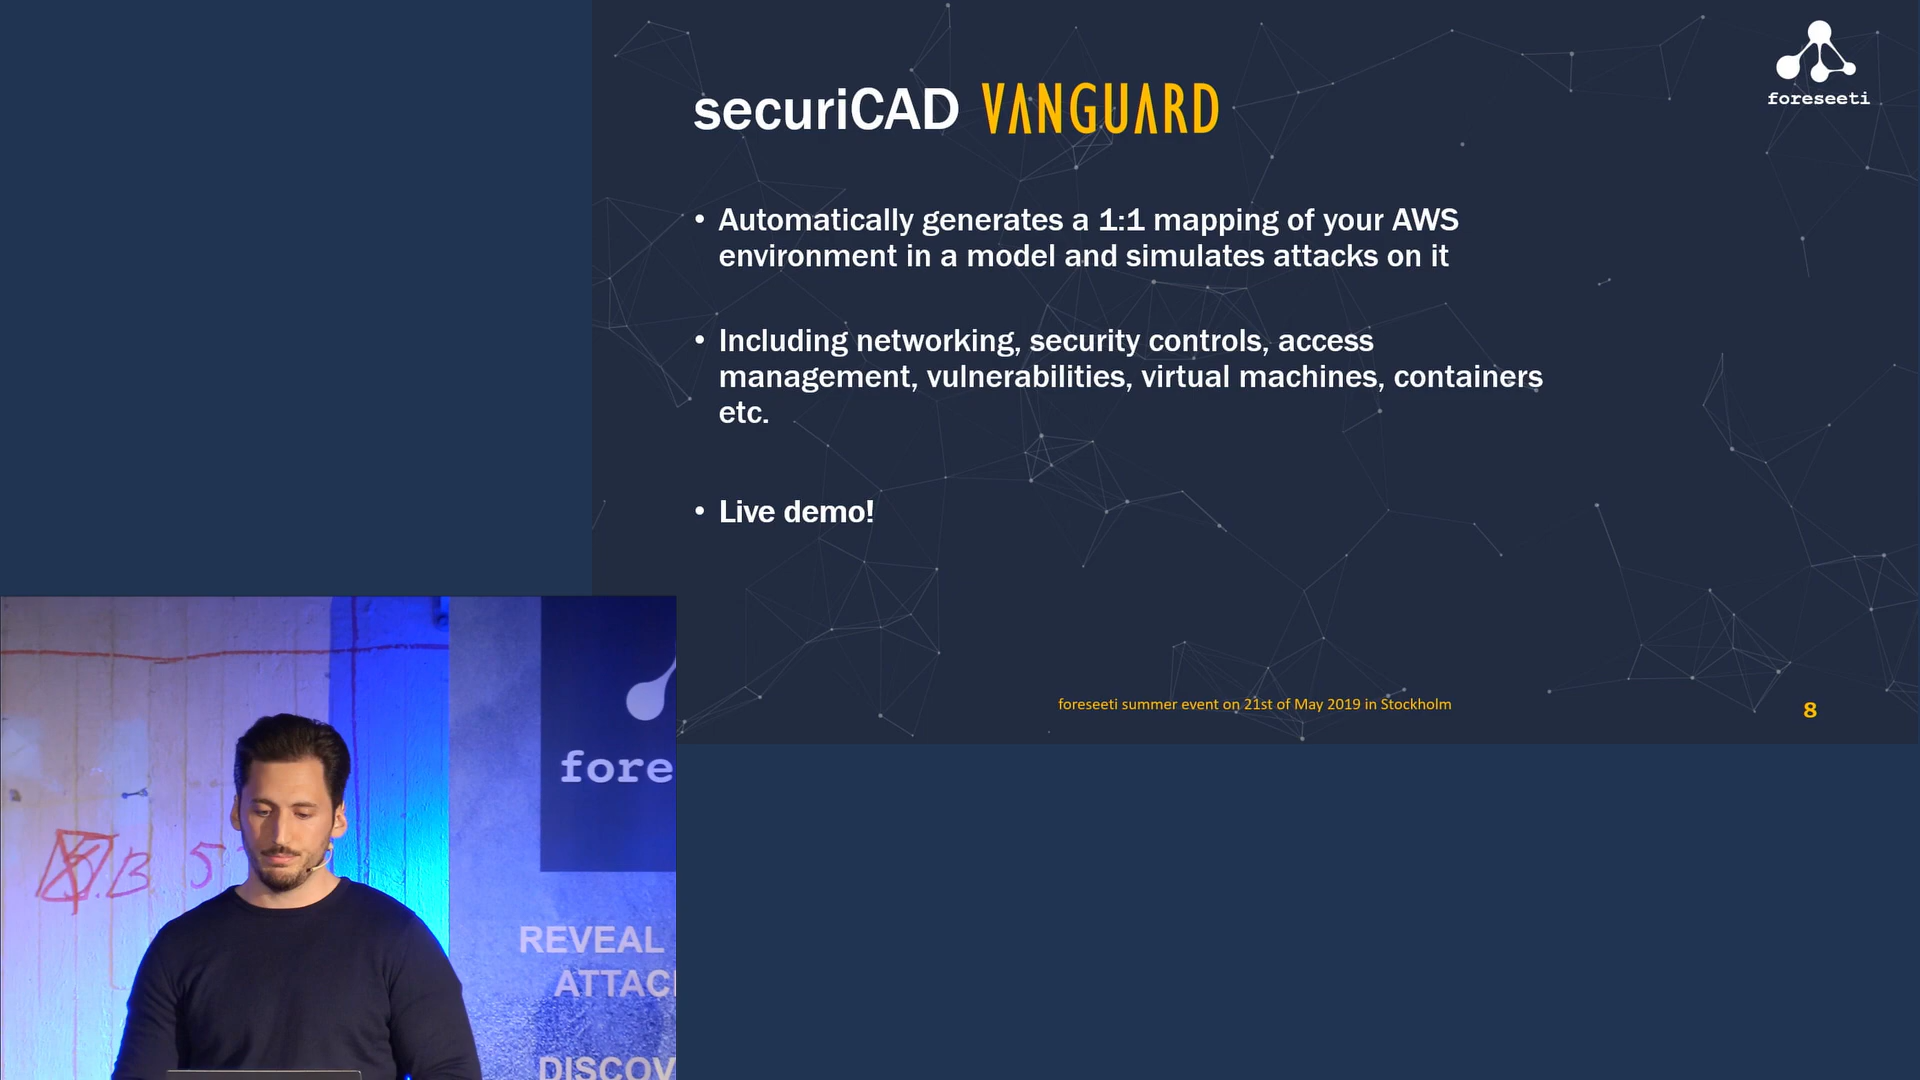 foreseeti
securiCAD VANGUARD
• Automatically generates a 1:1 mapping of your AWS
environment in a model and simulates attacks on it
• Including networking, security controls, access
management, vulnerabilities, virtual machines, containers
etc.
• Live demo!
foreseeti summer event on 21st of May 2019 in Stockholm
8
fore
REVEAL
ATTAC
DISCOV